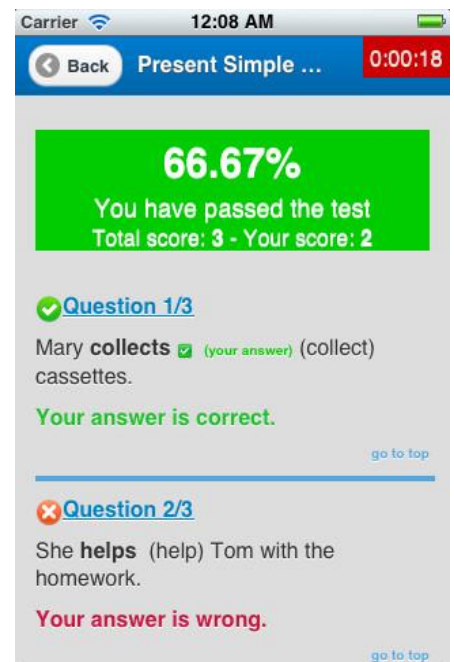 Carrier 12:08 AM
Back Present Simple ... 0:00:18
66.67%
You have passed the test
Total score: 3 - Your score: 2
Question 1/3
Mary collects (your answer) (collect)
cassettes.
Your answer is correct.
go to top
Question 2/3
She helps (help) Tom with the
homework.
Your answer is wrong.
go to top